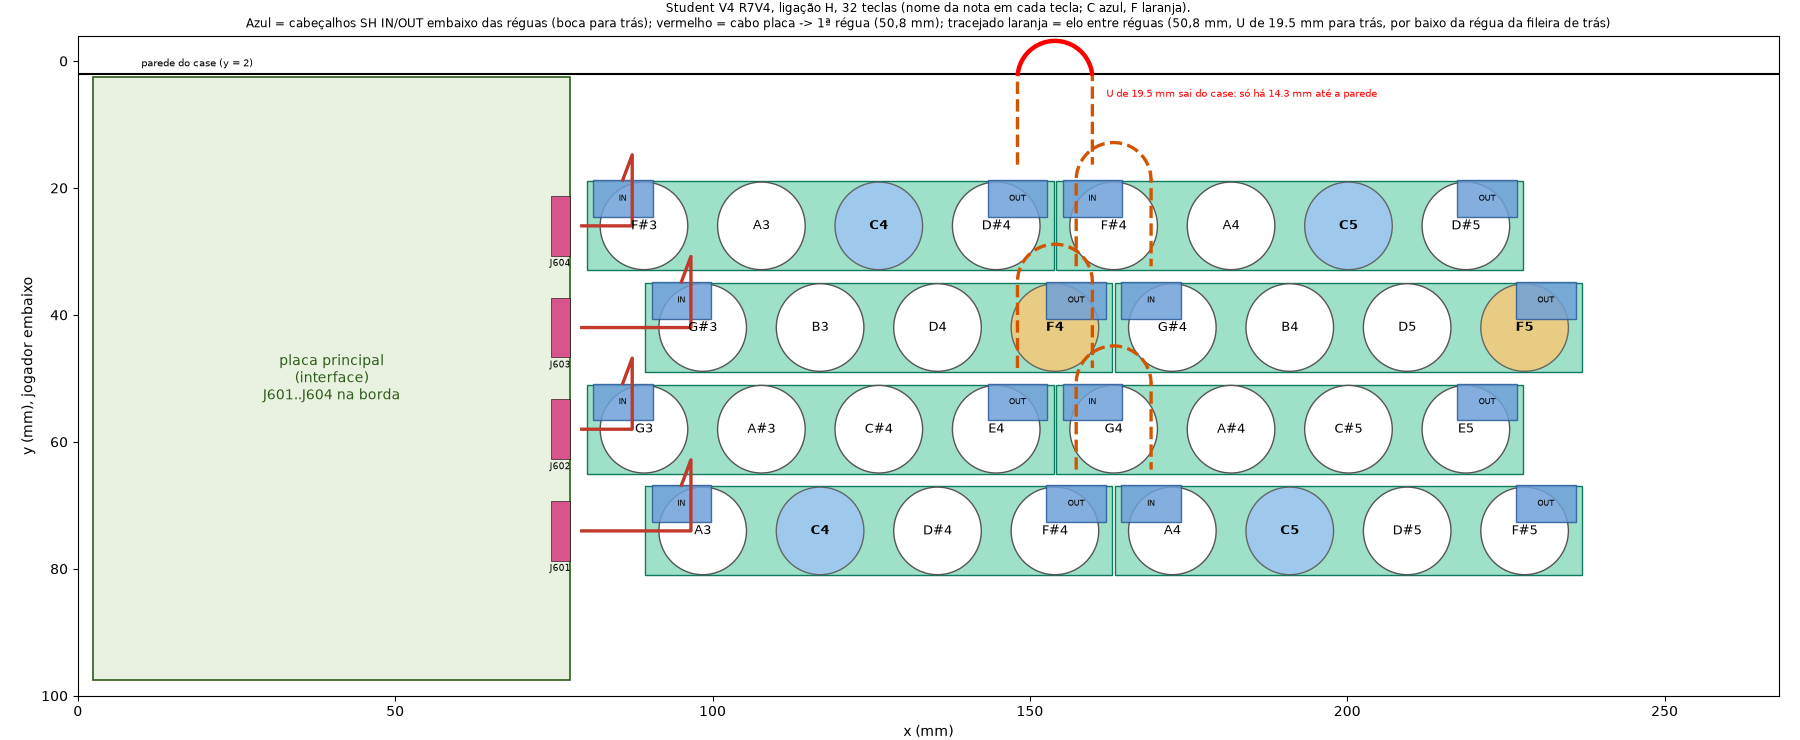 Student V4 R7V4, ligação H, 32 teclas (nome da nota em cada tecla; C azul, F laranja).
Azul = cabeçalhos SH IN/OUT embaixo das réguas (boca para trás); vermelho = cabo placa -> 1ª régua (50,8 mm); tracejado laranja = elo entre réguas (50,8 mm, U de 19.5 mm para trás, por baixo da régua da fileira de trás)
0
parede do case (y = 2)
U de 19.5 mm sai do case: só há 14.3 mm até a parede
20
IN OUT IN OUT
F#3 A3 C4 D#4 F#4 A4 C5 D#5
J604
IN OUT IN OUT
40
G#3 B3 D4 F4 G#4 B4 D5 F5
J603
placa principal
(interface)
J601..J604 na borda
IN OUT IN OUT
60
G3 A#3 C#4 E4 G4 A#4 C#5 E5
J602
IN OUT IN OUT
A3 C4 D#4 F#4 A4 C5 D#5 F#5
J601
80
100
0 50 100 150 200 250
x (mm)
y (mm), jogador embaixo